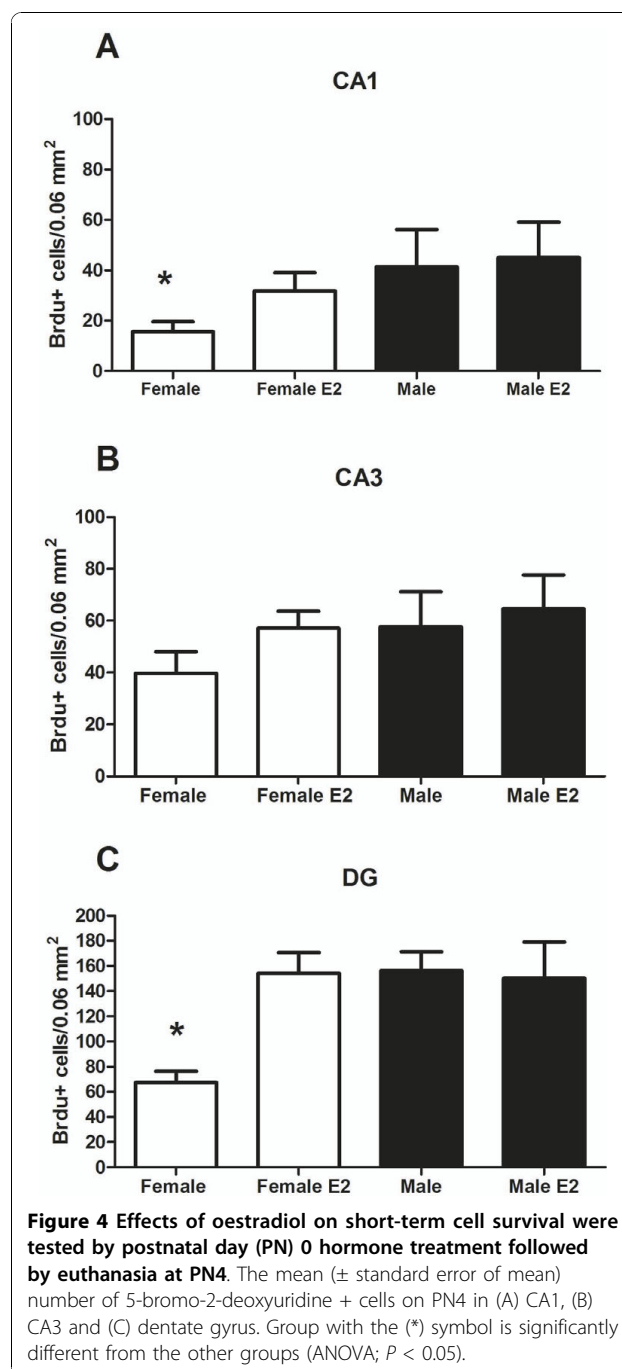 A
CA1
100
80
60
40
20
0
Brdu+ cells/0.06 mm²
*
Female Female E2 Male Male E2
B
CA3
100
80
60
40
20
0
Brdu+ cells/0.06 mm²
Female Female E2 Male Male E2
C
DG
200
180
160
140
120
100
80
60
40
20
0
Brdu+ cells/0.06 mm²
*
Female Female E2 Male Male E2
Figure 4 Effects of oestradiol on short-term cell survival were
tested by postnatal day (PN) 0 hormone treatment followed
by euthanasia at PN4. The mean (± standard error of mean)
number of 5-bromo-2-deoxyuridine + cells on PN4 in (A) CA1, (B)
CA3 and (C) dentate gyrus. Group with the (*) symbol is significantly
different from the other groups (ANOVA; P < 0.05).